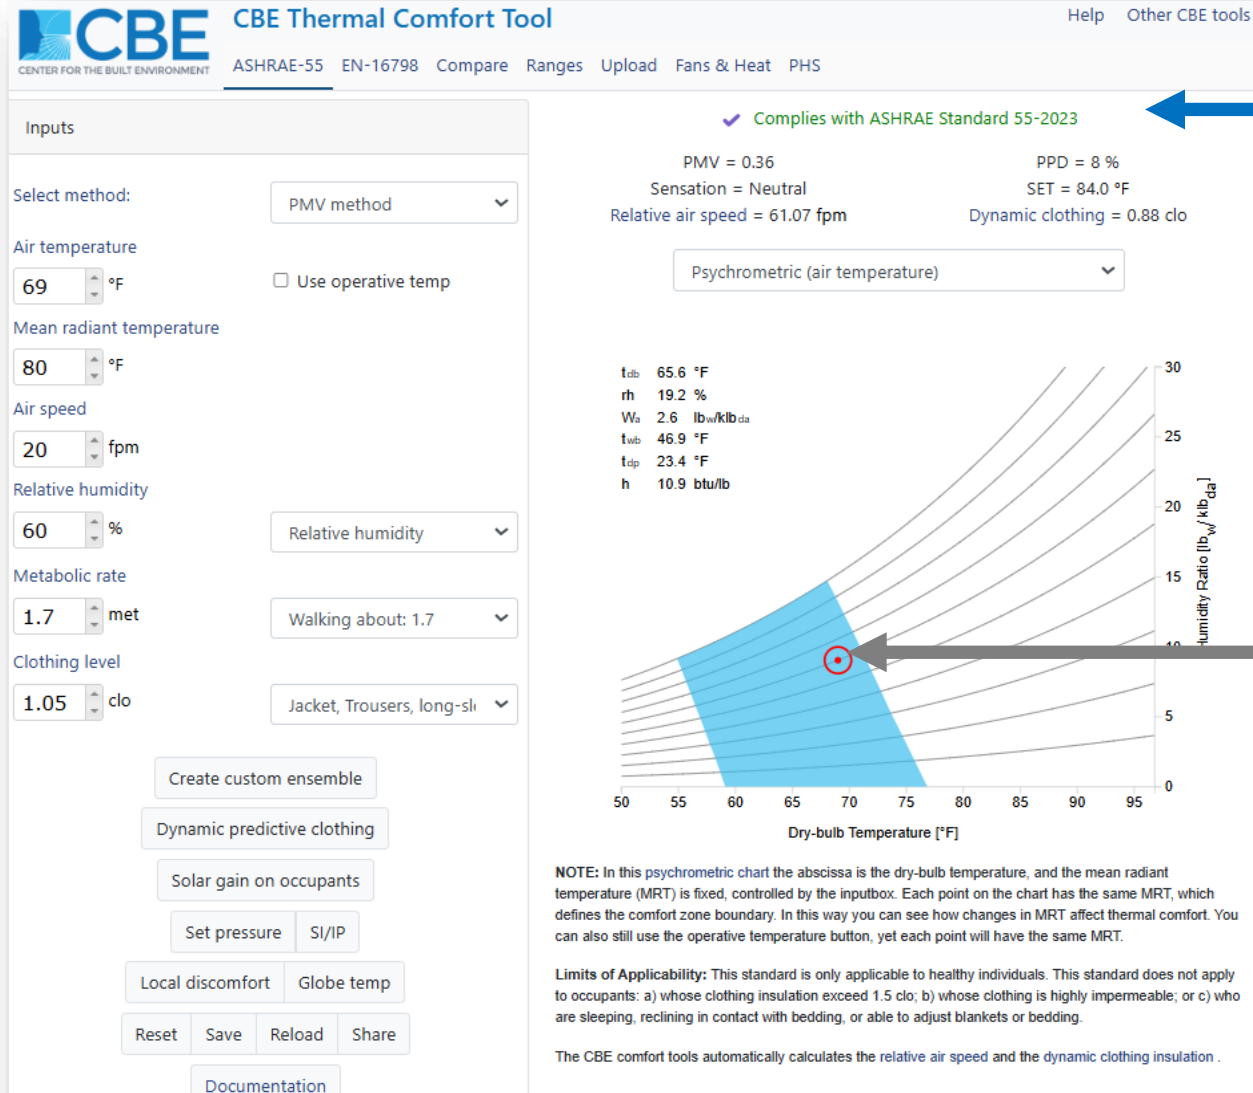 CBE
CENTER FOR THE BUILT ENVIRONMENT
CBE Thermal Comfort Tool
Help Other CBE tools
ASHRAE-55 EN-16798 Compare Ranges Upload Fans & Heat PHS
Inputs
Select method:
PMV method
Air temperature
69 °F
Use operative temp
Mean radiant temperature
80 °F
Air speed
20 fpm
Relative humidity
60 %
Relative humidity
Metabolic rate
1.7 met
Walking about: 1.7
Clothing level
1.05 clo
Jacket, Trousers, long-sl
Create custom ensemble
Dynamic predictive clothing
Solar gain on occupants
Set pressure SI/IP
Local discomfort Globe temp
Reset Save Reload Share
Documentation
Complies with ASHRAE Standard 55-2023
PMV = 0.36 PPD = 8 %
Sensation = Neutral SET = 84.0 °F
Relative air speed = 61.07 fpm Dynamic clothing = 0.88 clo
Psychrometric (air temperature)
tdb 65.6 °F
rh 19.2 %
Wa 2.6 lbw/klbda
twb 46.9 °F
tdp 23.4 °F
h 10.9 btu/lb
30
25
20
15
10
5
0
Humidity Ratio [lbw/klbda]
50 55 60 65 70 75 80 85 90 95
Dry-bulb Temperature [°F]
NOTE: In this psychrometric chart the abscissa is the dry-bulb temperature, and the mean radiant
temperature (MRT) is fixed, controlled by the inputbox. Each point on the chart has the same MRT, which
defines the comfort zone boundary. In this way you can see how changes in MRT affect thermal comfort. You
can also still use the operative temperature button, yet each point will have the same MRT.
Limits of Applicability: This standard is only applicable to healthy individuals. This standard does not apply
to occupants: a) whose clothing insulation exceed 1.5 clo; b) whose clothing is highly impermeable; or c) who
are sleeping, reclining in contact with bedding, or able to adjust blankets or bedding.
The CBE comfort tools automatically calculates the relative air speed and the dynamic clothing insulation .